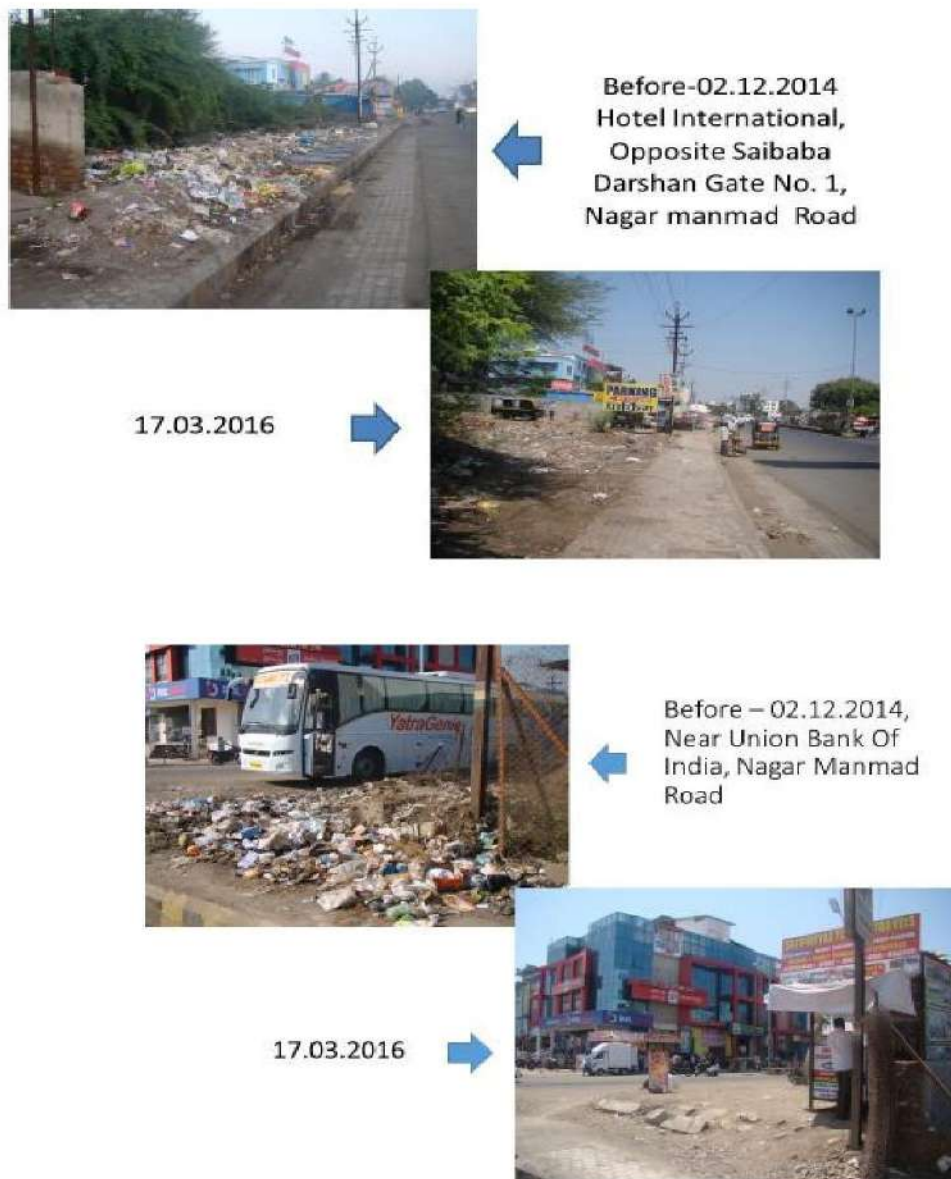 Before-02.12.2014
Hotel International,
Opposite Saibaba
Darshan Gate No. 1,
Nagar manmad Road
PARKING
17.03.2016
YatraGenie
Before – 02.12.2014,
Near Union Bank Of
India, Nagar Manmad
Road
17.03.2016